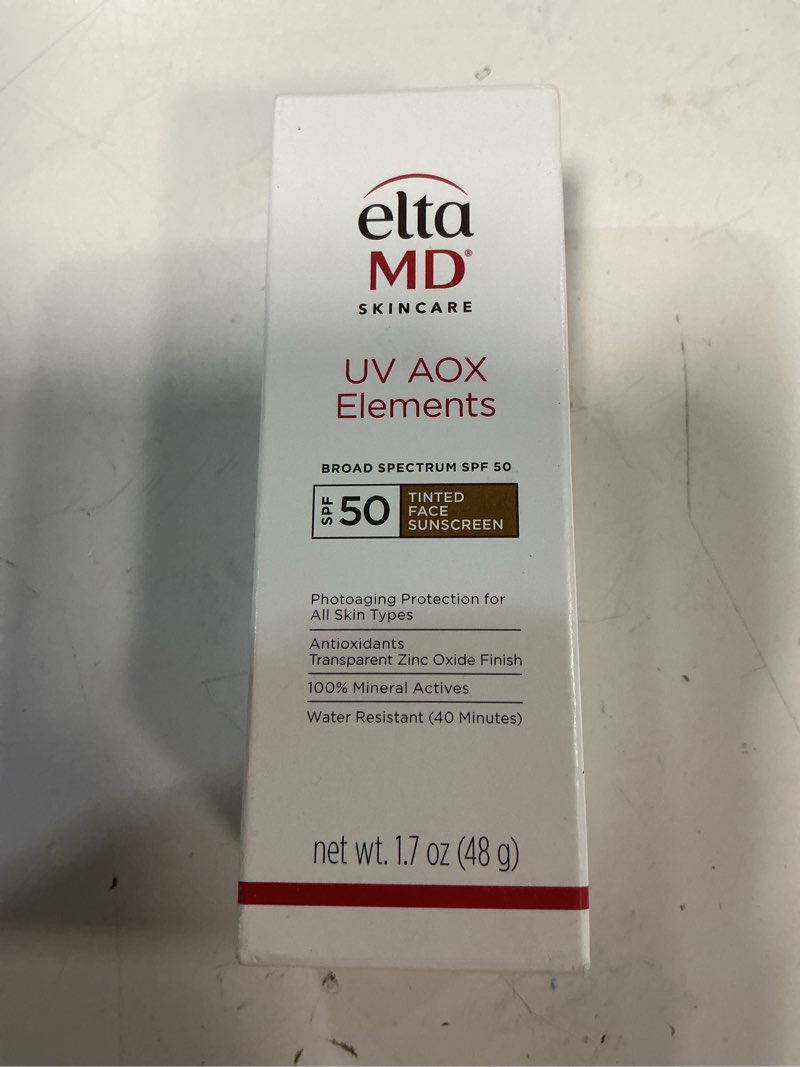 elta
MD®
SKINCARE
UV AOX
Elements
BROAD SPECTRUM SPF 50
SPF 50 TINTED
FACE
SUNSCREEN
Photoaging Protection for
All Skin Types
Antioxidants
Transparent Zinc Oxide Finish
100% Mineral Actives
Water Resistant (40 Minutes)
net wt. 1.7 oz (48 g)